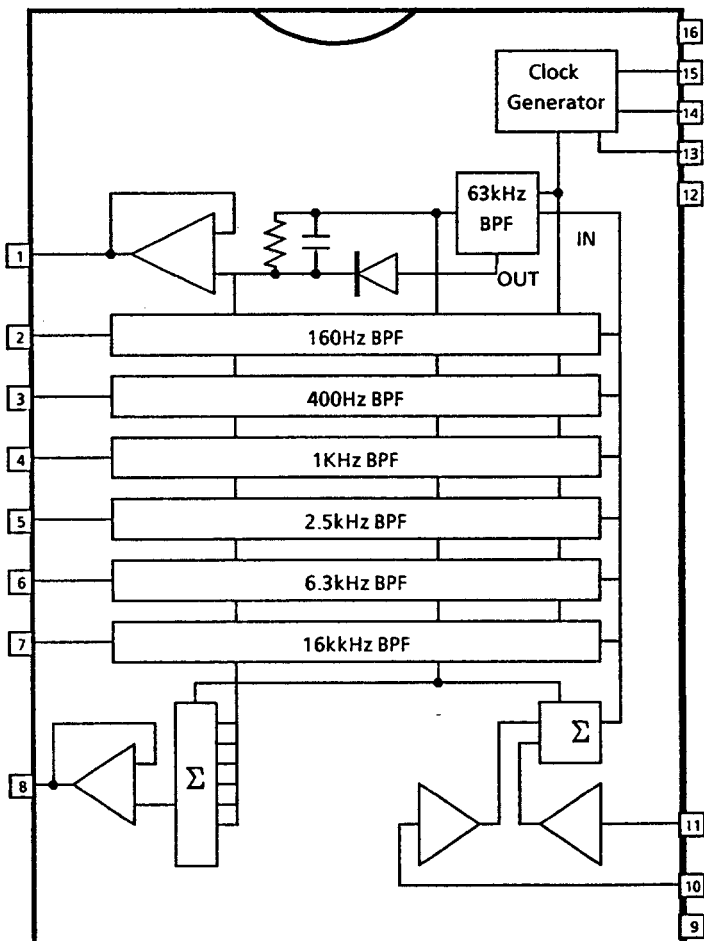 16
Clock
Generator
15
14
13
12
63kHz
BPF
IN
OUT
1
2
160Hz BPF
3
400Hz BPF
4
1KHz BPF
5
2.5kHz BPF
6
6.3kHz BPF
7
16kkHz BPF
Σ
Σ
8
11
10
9